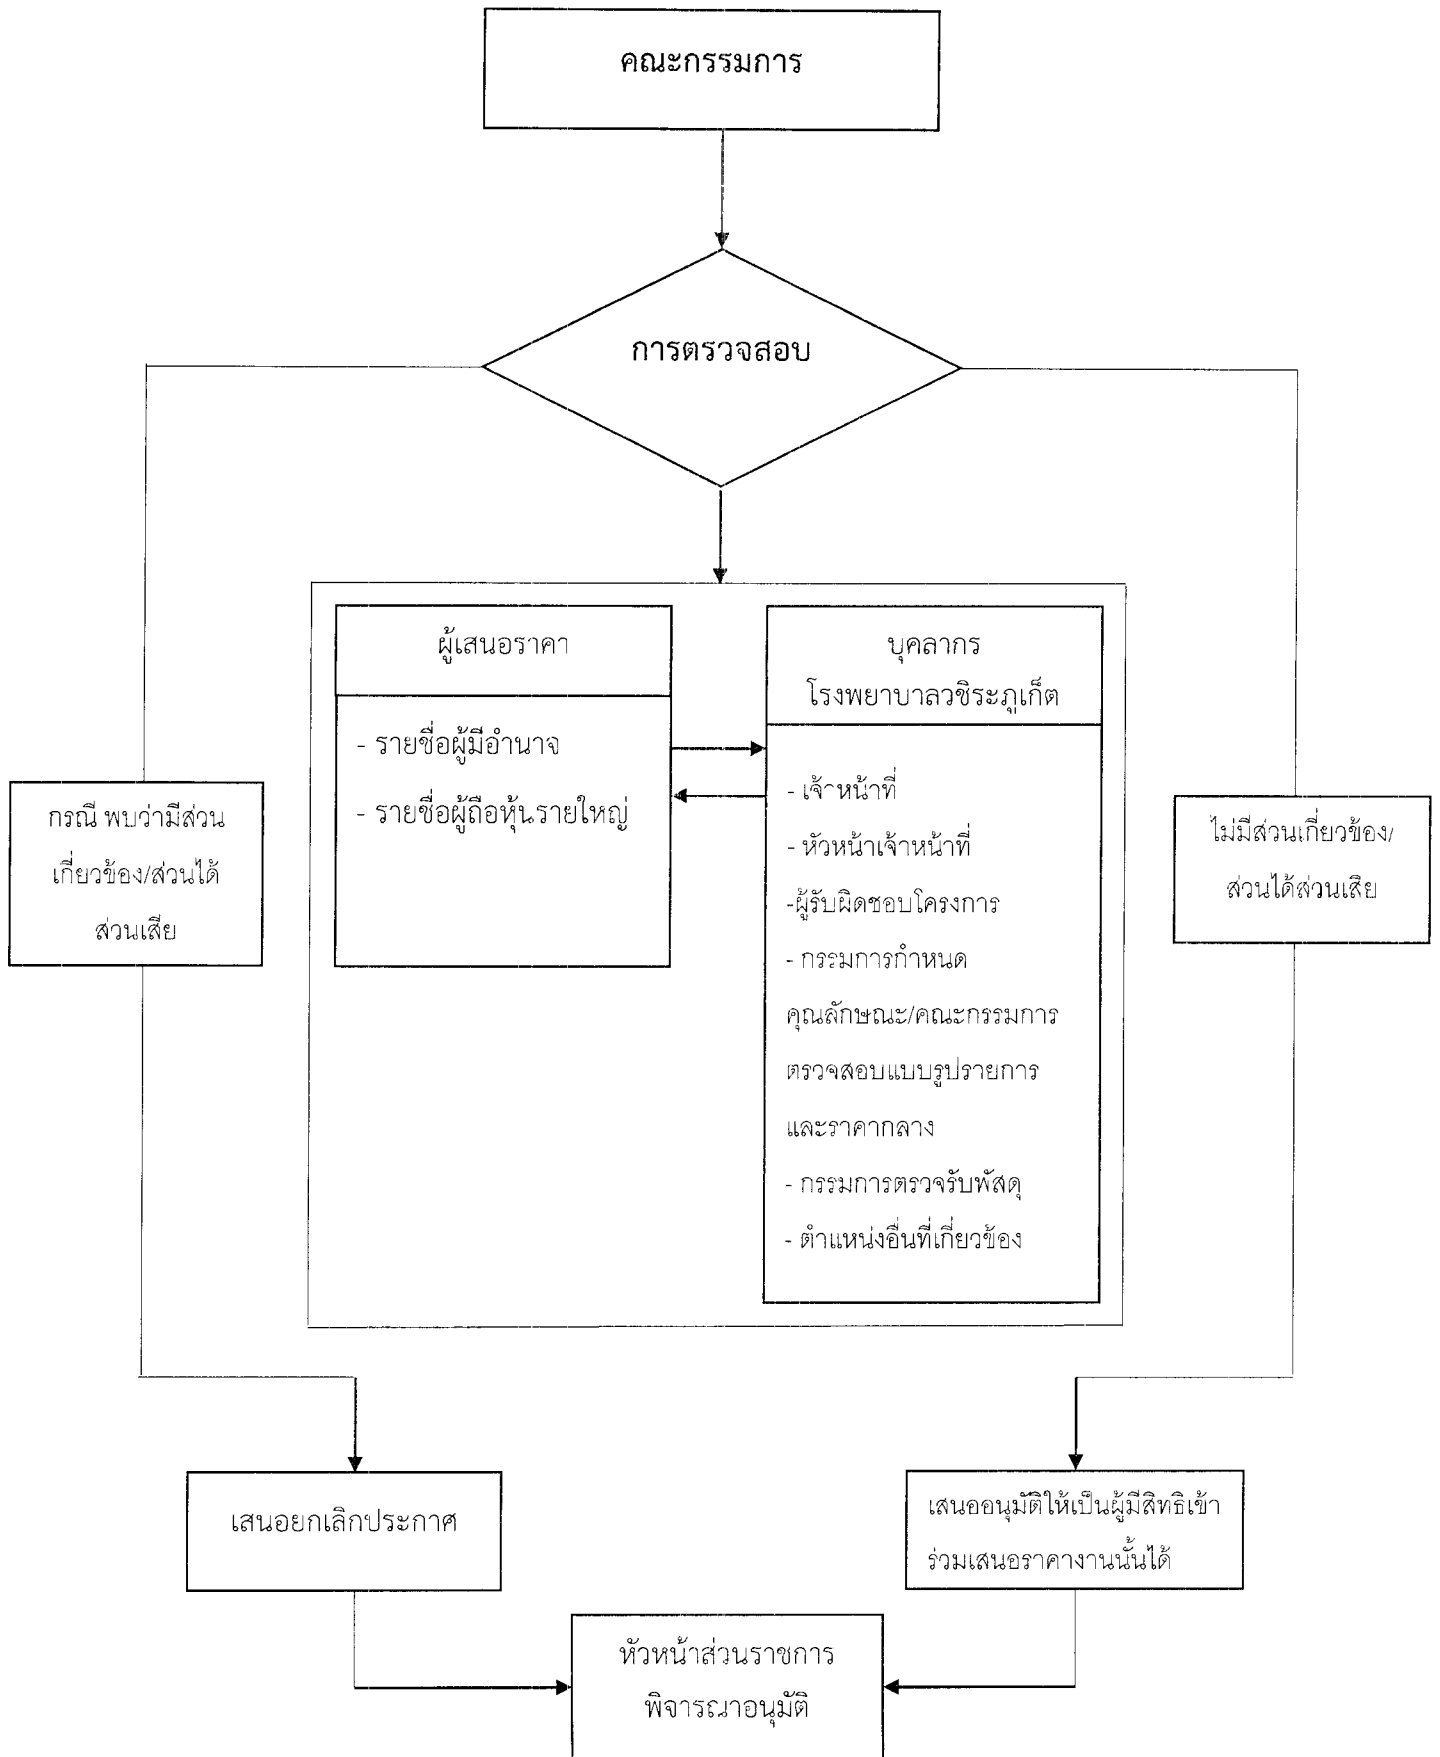 คณะกรรมการ
การตรวจสอบ
ผู้เสนอราคา
- รายชื่อผู้มีอำนาจ
- รายชื่อผู้ถือหุ้นรายใหญ่
บุคลากร
โรงพยาบาลวชิระภูเก็ต
- เจ้าหน้าที่
- หัวหน้าเจ้าหน้าที่
-ผู้รับผิดชอบโครงการ
- กรรมการกำหนด
คุณลักษณะ/คณะกรรมการ
ตรวจสอบแบบรูปรายการ
และราคากลาง
- กรรมการตรวจรับพัสดุ
- ตำแหน่งอื่นที่เกี่ยวข้อง
กรณี พบว่ามีส่วน
เกี่ยวข้อง/ส่วนได้
ส่วนเสีย
ไม่มีส่วนเกี่ยวข้อง/
ส่วนได้ส่วนเสีย
เสนอยกเลิกประกาศ
เสนออนุมัติให้เป็นผู้มีสิทธิเข้า
ร่วมเสนอราคางานนั้นได้
หัวหน้าส่วนราชการ
พิจารณาอนุมัติ